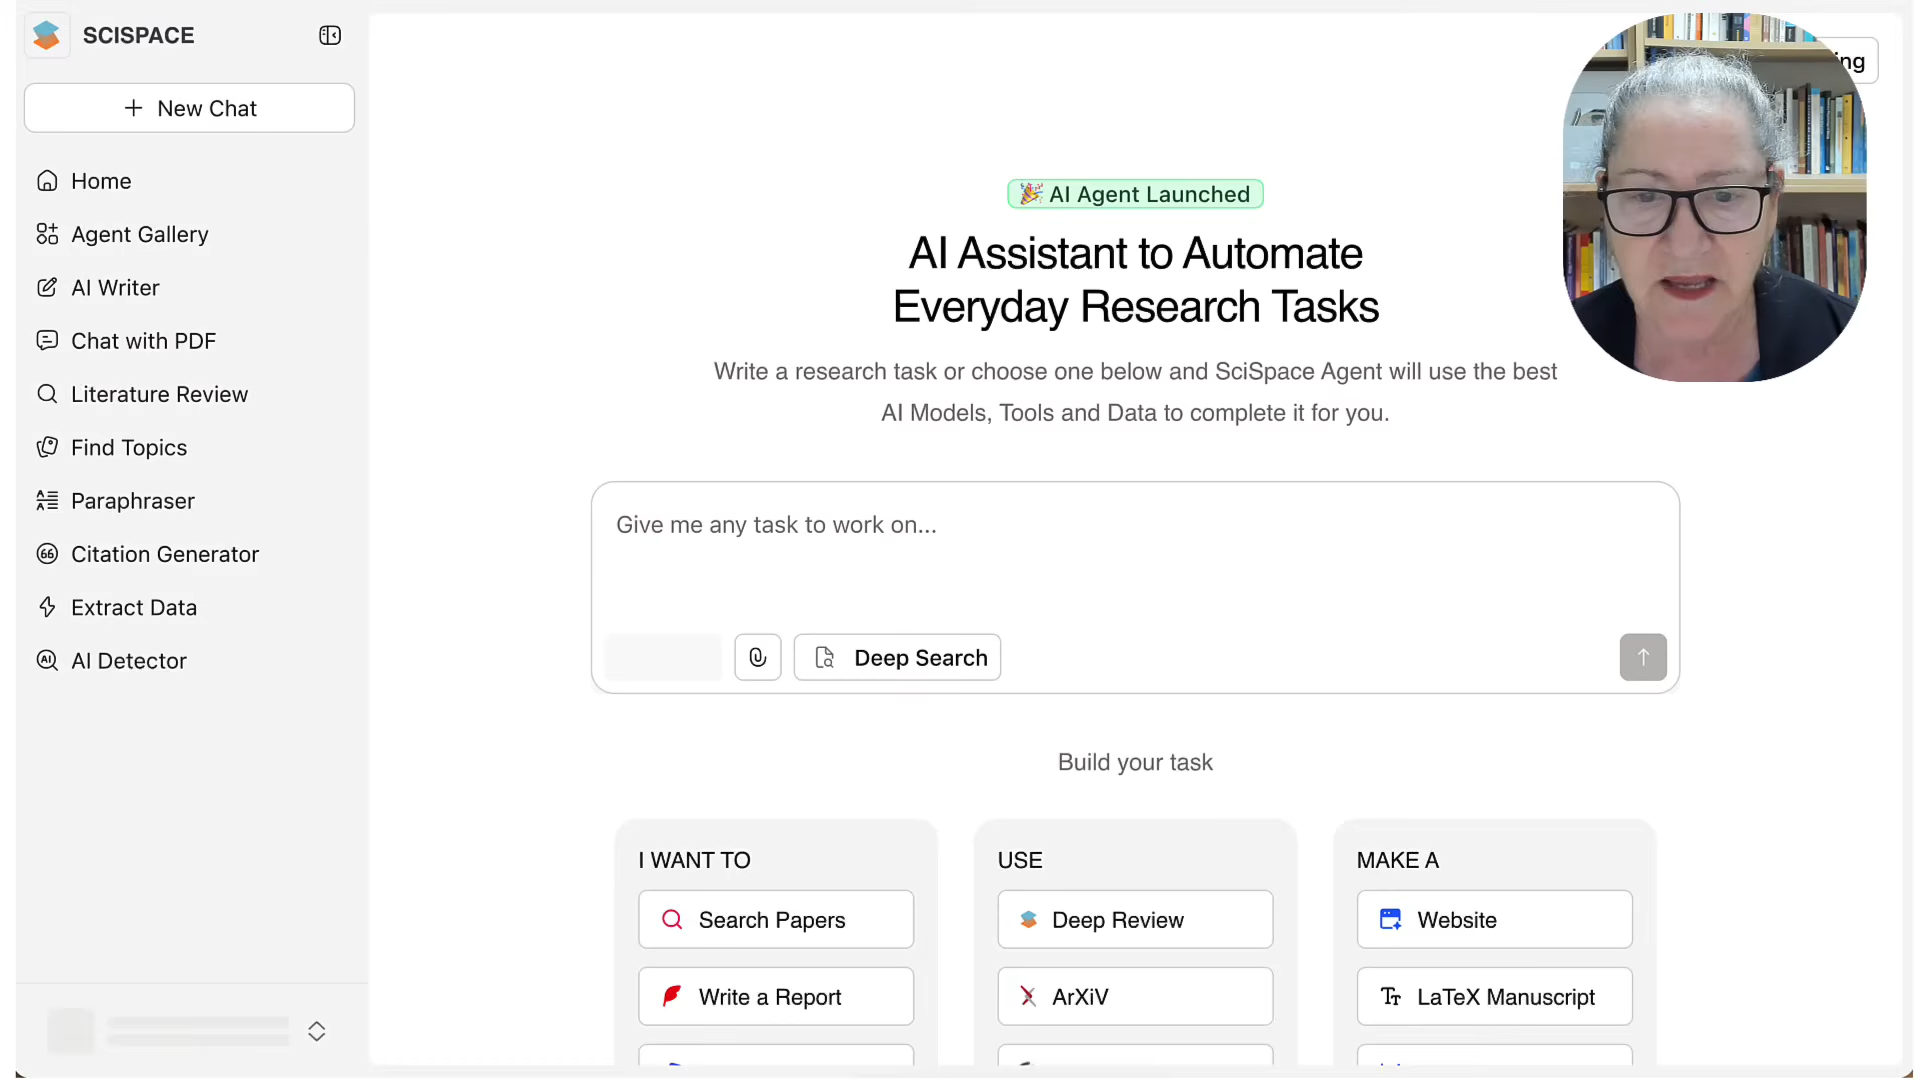 SCISPACE
New Chat
Home
Agent Gallery
AI Writer
Chat with PDF
Literature Review
Find Topics
Paraphraser
Citation Generator
Extract Data
AI Detector
ing
🎉 AI Agent Launched
AI Assistant to Automate
Everyday Research Tasks
Write a research task or choose one below and SciSpace Agent will use the best
AI Models, Tools and Data to complete it for you.
Give me any task to work on...
Deep Search
Build your task
I WANT TO
Search Papers
Write a Report
USE
Deep Review
ArXiV
MAKE A
Website
LaTeX Manuscript